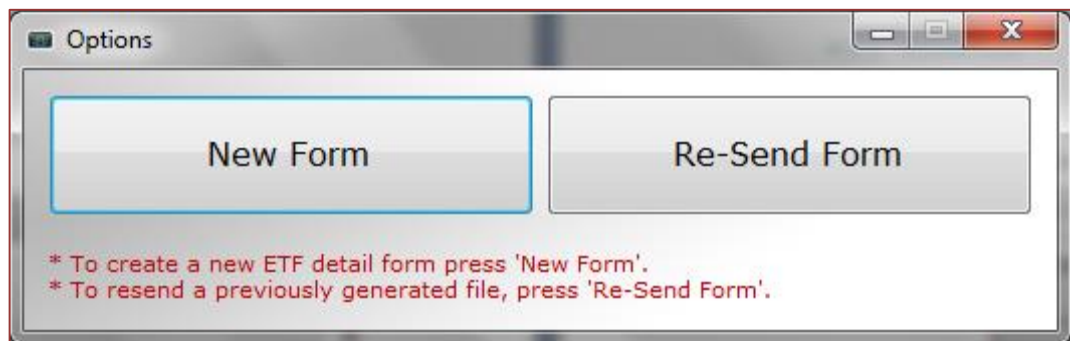 Options
New Form
Re-Send Form
* To create a new ETF detail form press 'New Form'.
* To resend a previously generated file, press 'Re-Send Form'.